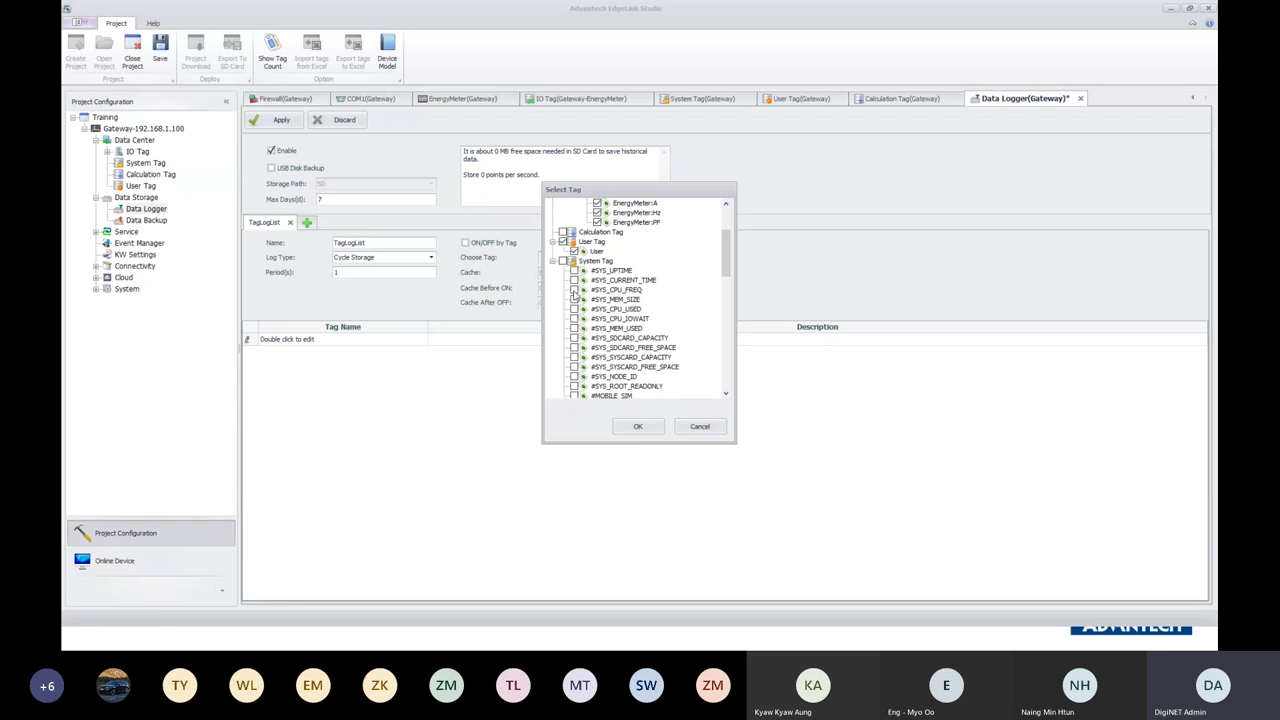 Advantech EdgeLink Studio
Project
Help
Create Project
Open Project
Close Project
Save
Project Download
Export To SD Card
Show Tag Count
Import tags from Excel
Export tags to Excel
Device Model
Project
Deploy
Option
Project Configuration
Firewall(Gateway)
COM1(Gateway)
EnergyMeter(Gateway)
IO Tag(Gateway-EnergyMeter)
System Tag(Gateway)
User Tag(Gateway)
Calculation Tag(Gateway)
Data Logger(Gateway)*
Training
Gateway-192.168.1.100
Data Center
IO Tag
System Tag
Calculation Tag
User Tag
Data Storage
Data Logger
Data Backup
Service
Event Manager
KW Settings
Connectivity
Cloud
System
Apply
Discard
Enable
USB Disk Backup
Storage Path: SD
Max Days(d): 7
It is about 0 MB free space needed in SD Card to save historical
data.
Store 0 points per second.
TagLogList
Name: TagLogList
Log Type: Cycle Storage
Period(s): 1
ON/OFF by Tag
Choose Tag:
Cache:
Cache Before ON:
Cache After OFF:
Tag Name
Description
Double click to edit
Select Tag
EnergyMeter:A
EnergyMeter:Hz
EnergyMeter:PF
Calculation Tag
User Tag
User
System Tag
#SYS_UPTIME
#SYS_CURRENT_TIME
#SYS_CPU_FREQ
#SYS_MEM_SIZE
#SYS_CPU_USED
#SYS_CPU_IOWAIT
#SYS_MEM_USED
#SYS_SDCARD_CAPACITY
#SYS_SDCARD_FREE_SPACE
#SYS_SYSCARD_CAPACITY
#SYS_SYSCARD_FREE_SPACE
#SYS_NODE_ID
#SYS_ROOT_READONLY
#MOBILE_SIM
OK
Cancel
Project Configuration
Online Device
ADVANTECH
+6
TY
WL
EM
ZK
ZM
TL
MT
SW
ZM
KA
E
NH
DA
Kyaw Kyaw Aung
Eng - Myo Oo
Naing Min Htun
DigiNET Admin